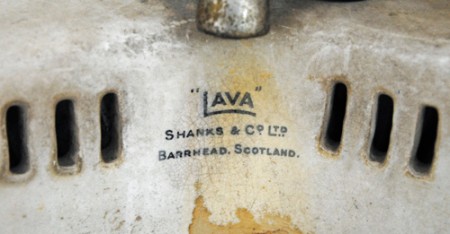 "LAVA"
SHANKS & Co LTD
BARRHEAD. SCOTLAND.